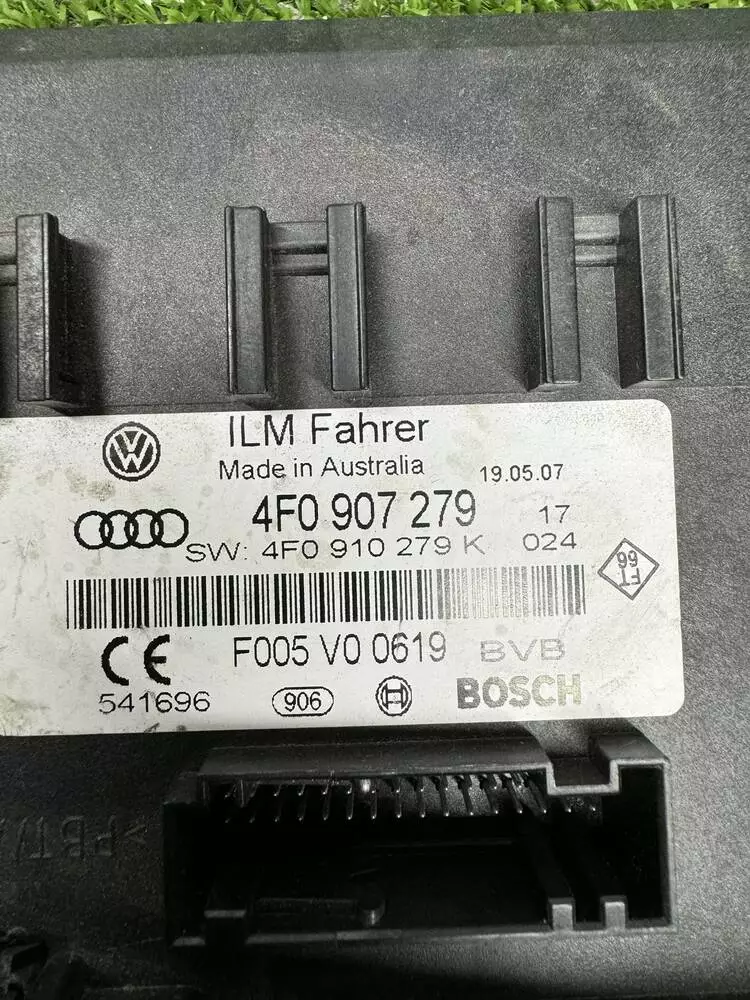 ILM Fahrer
Made in Australia 19.05.07
4F0 907 279 17
SW: 4F0 910 279 K 024
FT
66
F005 V0 0619 BVB
541696 906 BOSCH